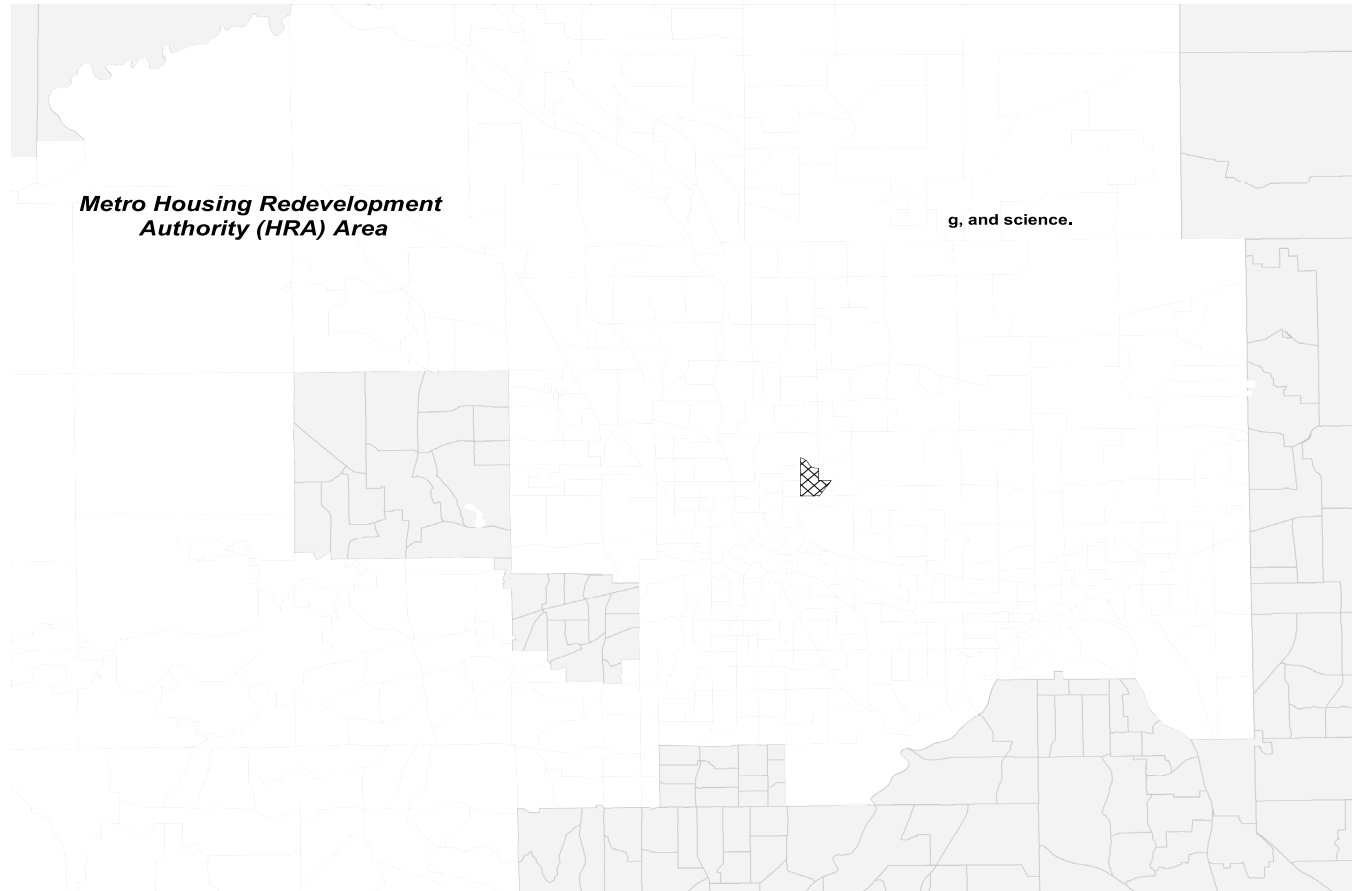 Metro Housing Redevelopment
Authority (HRA) Area
g, and science.